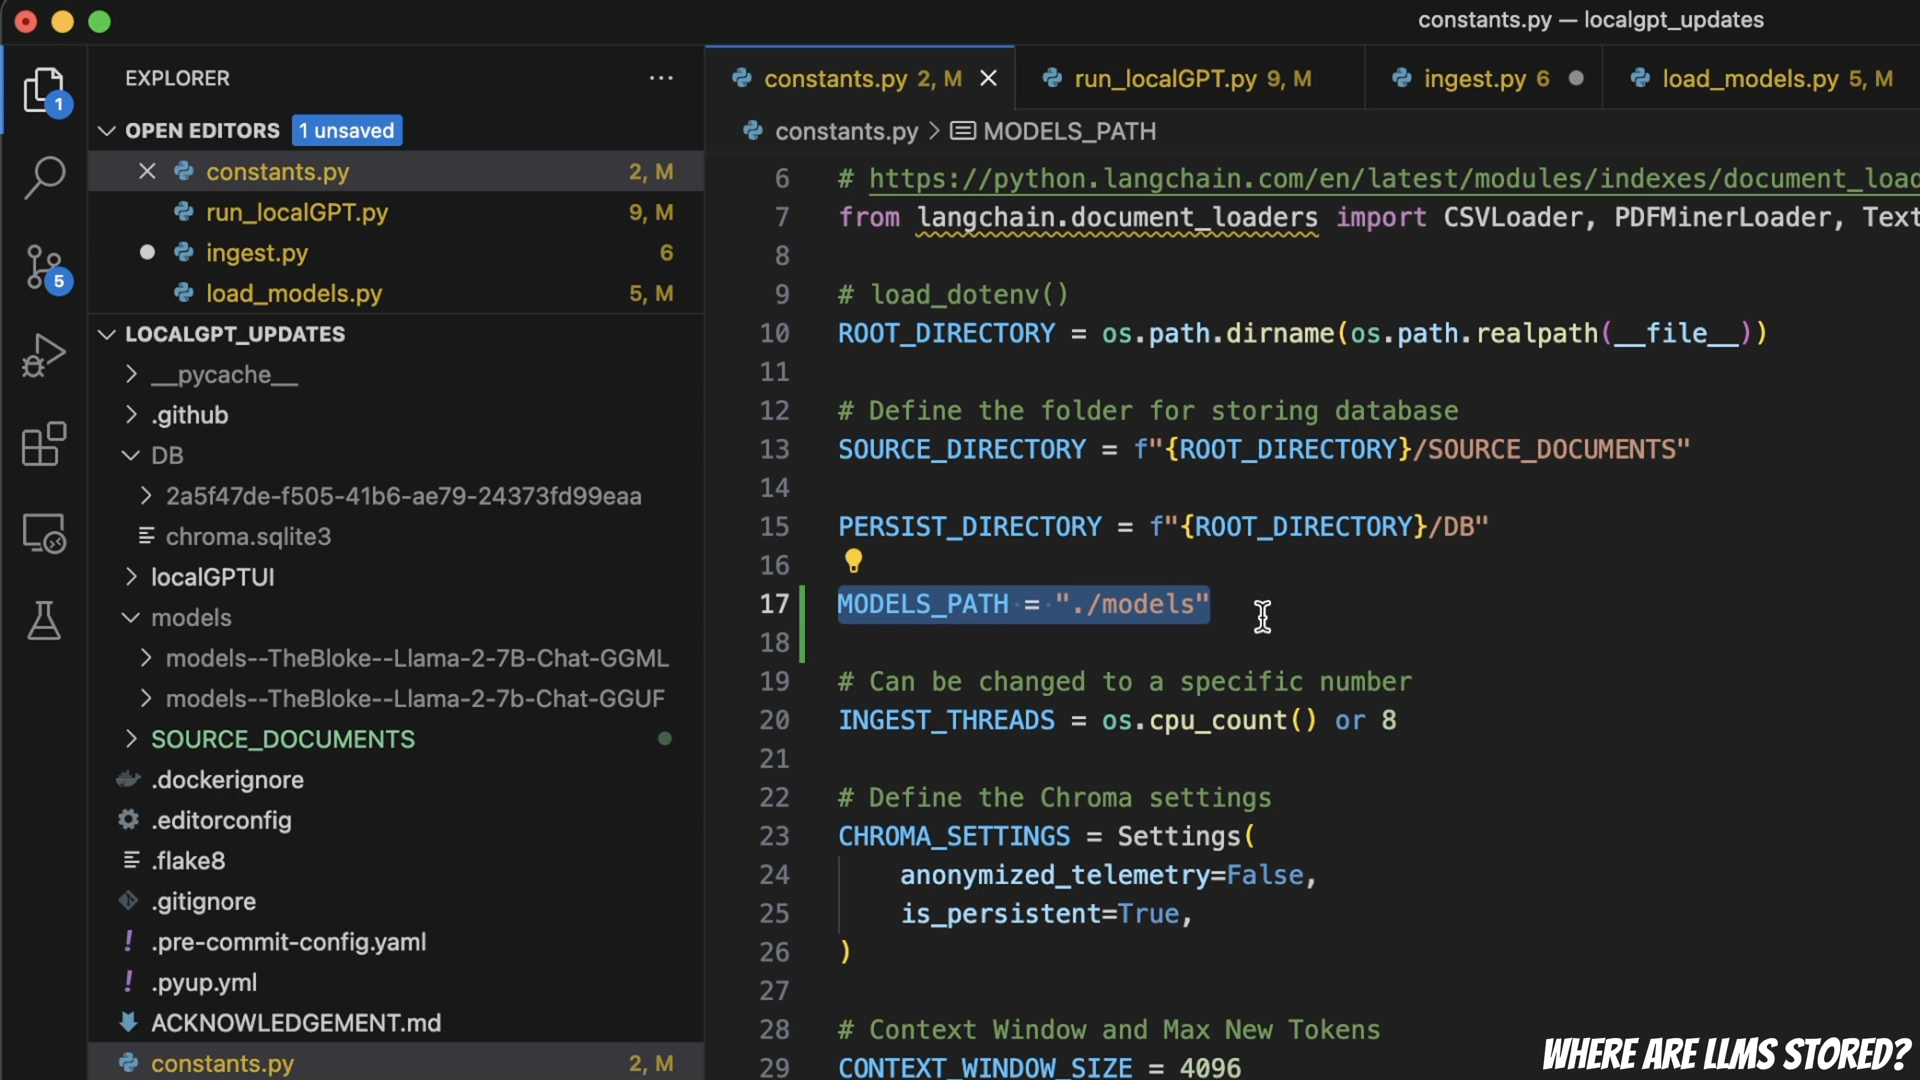 constants.py — localgpt_updates
EXPLORER
constants.py 2, M
run_localGPT.py 9, M
ingest.py 6
load_models.py 5, M
1
OPEN EDITORS 1 unsaved
constants.py > MODELS_PATH
constants.py 2, M
run_localGPT.py 9, M
ingest.py 6
load_models.py 5, M
5
LOCALGPT_UPDATES
__pycache__
.github
DB
2a5f47de-f505-41b6-ae79-24373fd99eaa
chroma.sqlite3
localGPTUI
models
models--TheBloke--Llama-2-7B-Chat-GGML
models--TheBloke--Llama-2-7b-Chat-GGUF
SOURCE_DOCUMENTS
.dockerignore
.editorconfig
.flake8
.gitignore
.pre-commit-config.yaml
.pyup.yml
ACKNOWLEDGEMENT.md
constants.py 2, M
6 # https://python.langchain.com/en/latest/modules/indexes/document_load
7 from langchain.document_loaders import CSVLoader, PDFMinerLoader, Text
8
9 # load_dotenv()
10 ROOT_DIRECTORY = os.path.dirname(os.path.realpath(__file__))
11
12 # Define the folder for storing database
13 SOURCE_DIRECTORY = f"{ROOT_DIRECTORY}/SOURCE_DOCUMENTS"
14
15 PERSIST_DIRECTORY = f"{ROOT_DIRECTORY}/DB"
16
17 MODELS_PATH = "./models"
18
19 # Can be changed to a specific number
20 INGEST_THREADS = os.cpu_count() or 8
21
22 # Define the Chroma settings
23 CHROMA_SETTINGS = Settings(
24 anonymized_telemetry=False,
25 is_persistent=True,
26 )
27
28 # Context Window and Max New Tokens
29 CONTEXT_WINDOW_SIZE = 4096
WHERE ARE LLMS STORED?